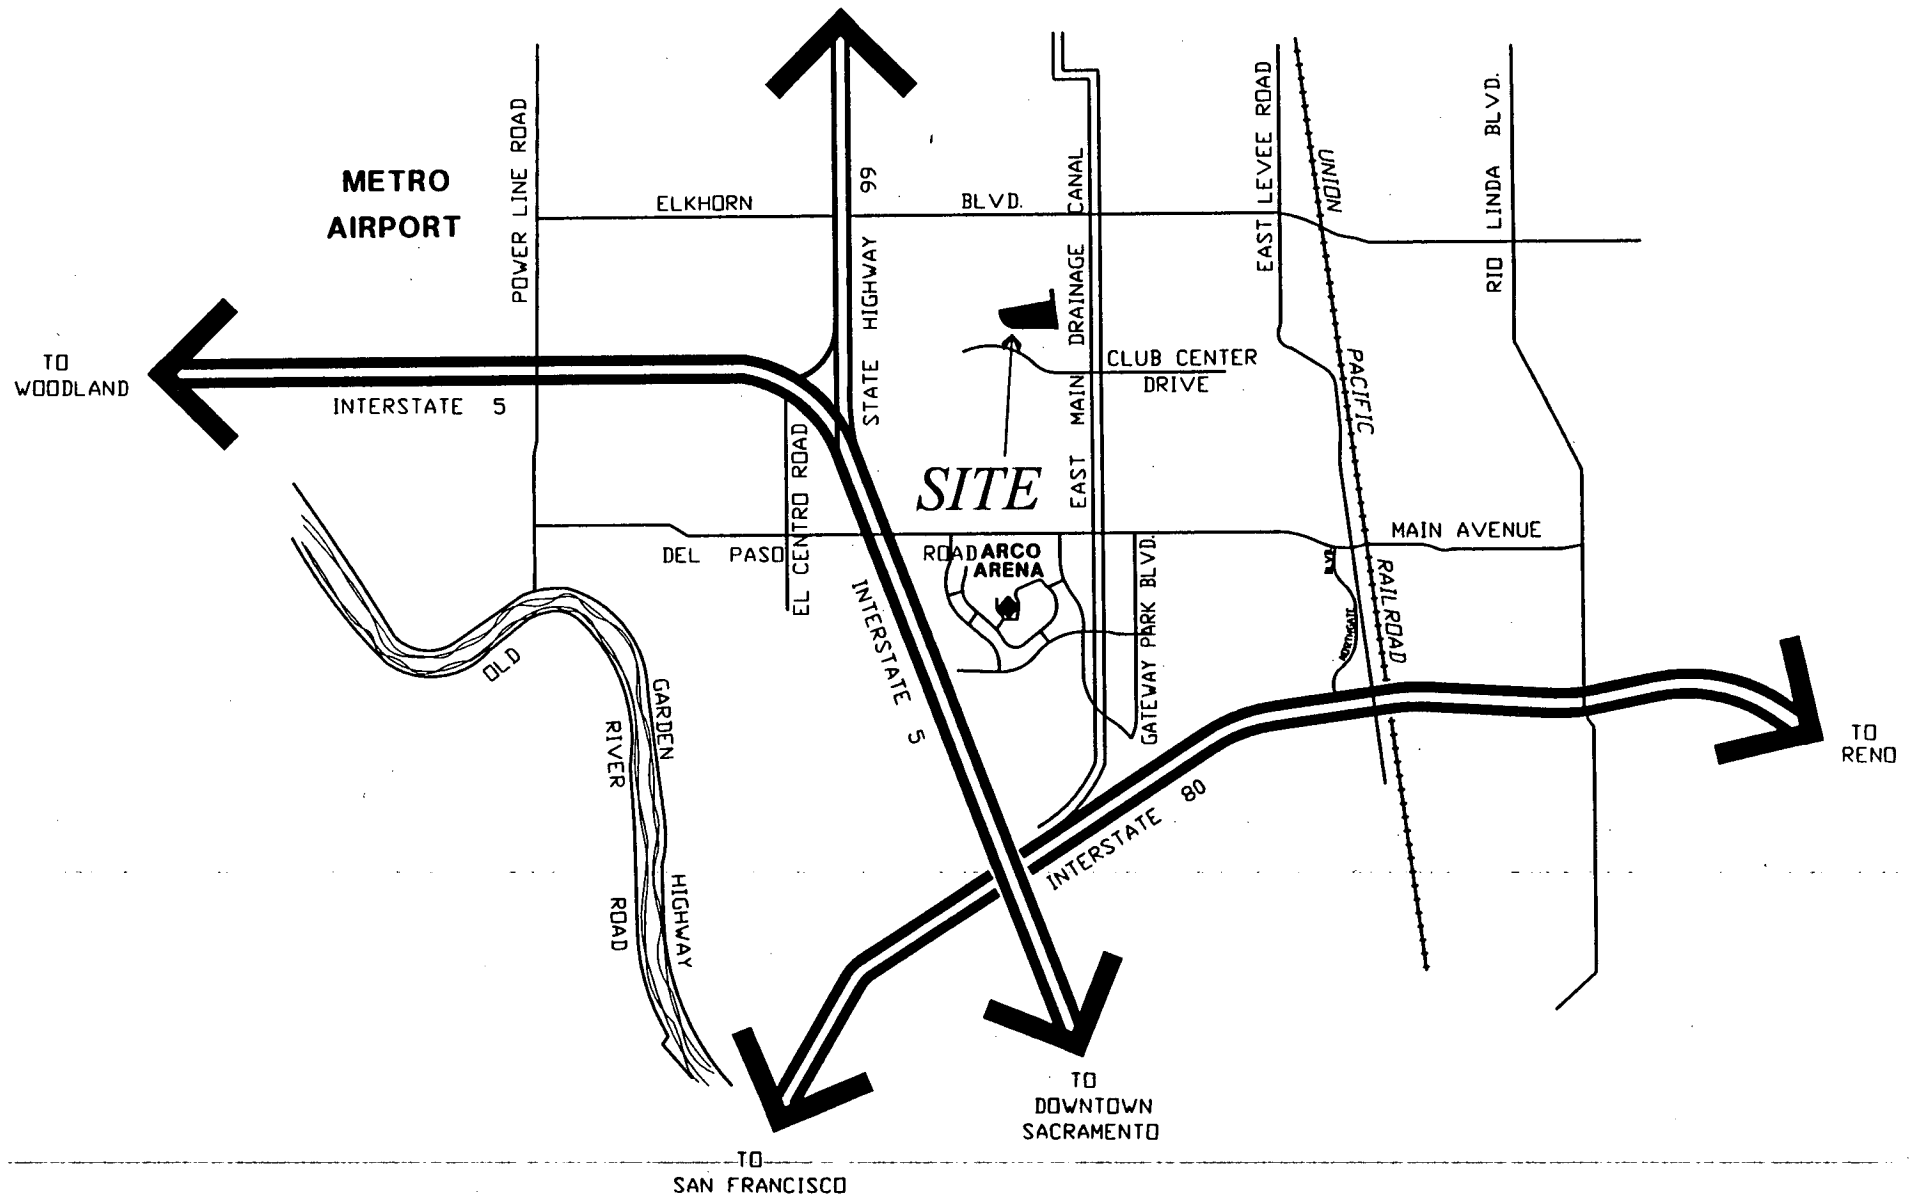 METRO
AIRPORT
POWER LINE ROAD
ELKHORN BLVD.
STATE HIGHWAY 99
EAST MAIN DRAINAGE CANAL
EAST LEVEE ROAD
UNION PACIFIC RAILROAD
RIO LINDA BLVD.
TO
WOODLAND
INTERSTATE 5
CLUB CENTER
DRIVE
SITE
EL CENTRO ROAD
DEL PASO ROAD
MAIN AVENUE
ARCO
ARENA
INTERSTATE 5
GATEWAY PARK BLVD.
NORTHGATE BLVD.
OLD
GARDEN HIGHWAY
RIVER ROAD
TO
RENO
INTERSTATE 80
TO
DOWNTOWN
SACRAMENTO
TO
SAN FRANCISCO